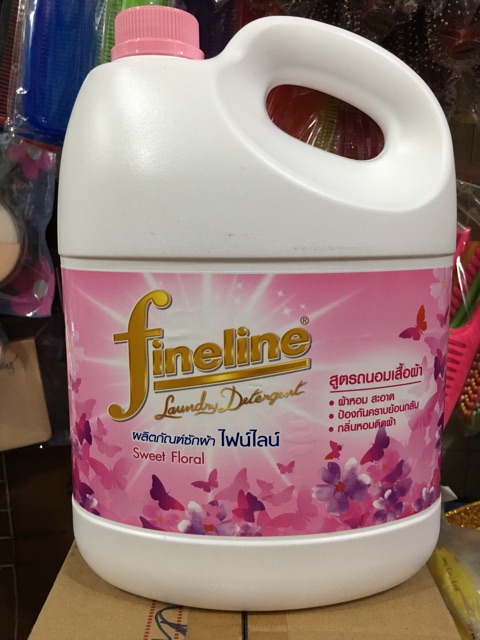 fineline®
Laundry Detergent
ผลิตภัณฑ์ซักผ้า ไฟน์ไลน์
Sweet Floral
สูตรถนอมเสื้อผ้า
• ผ้าหอม สะอาด
• ป้องกันคราบย้อนกลับ
• กลิ่นหอมติดผ้า